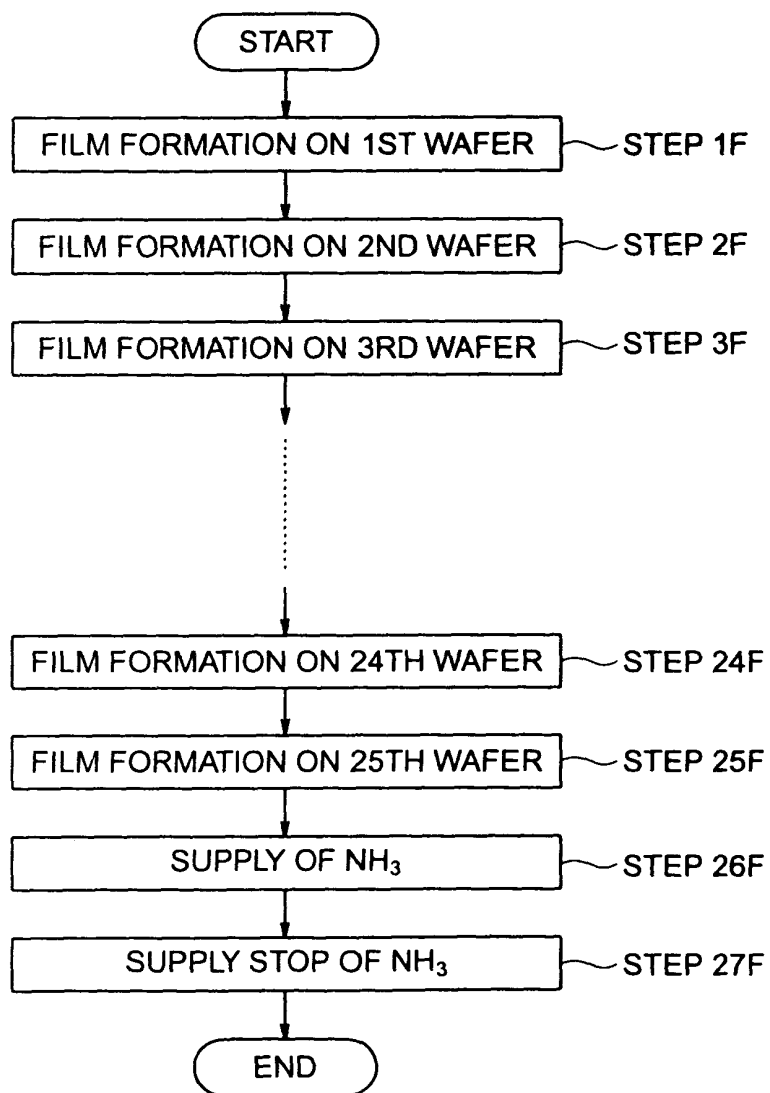 START
FILM FORMATION ON 1ST WAFER STEP 1F
FILM FORMATION ON 2ND WAFER STEP 2F
FILM FORMATION ON 3RD WAFER STEP 3F
FILM FORMATION ON 24TH WAFER STEP 24F
FILM FORMATION ON 25TH WAFER STEP 25F
SUPPLY OF NH₃ STEP 26F
SUPPLY STOP OF NH₃ STEP 27F
END